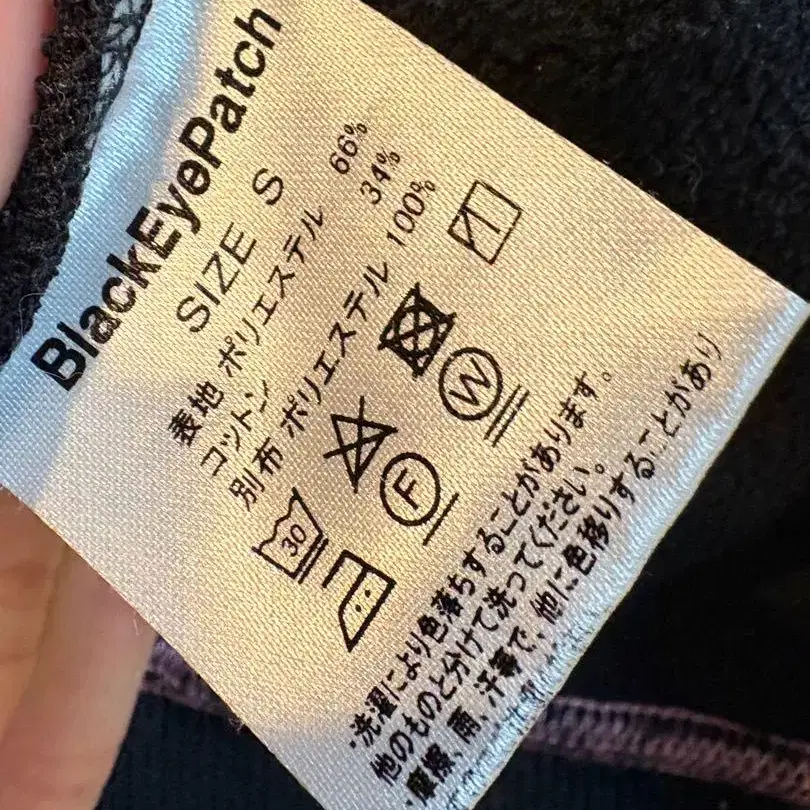 BlackEyePatch
SIZE S
表地 ポリエステル 66%
コットン 34%
別布 ポリエステル 100%
30
F W
・洗濯により色落ちすることがあります。
他のものと分けて洗ってください。
・摩擦、雨、汗等で、他に色移りすることがあり